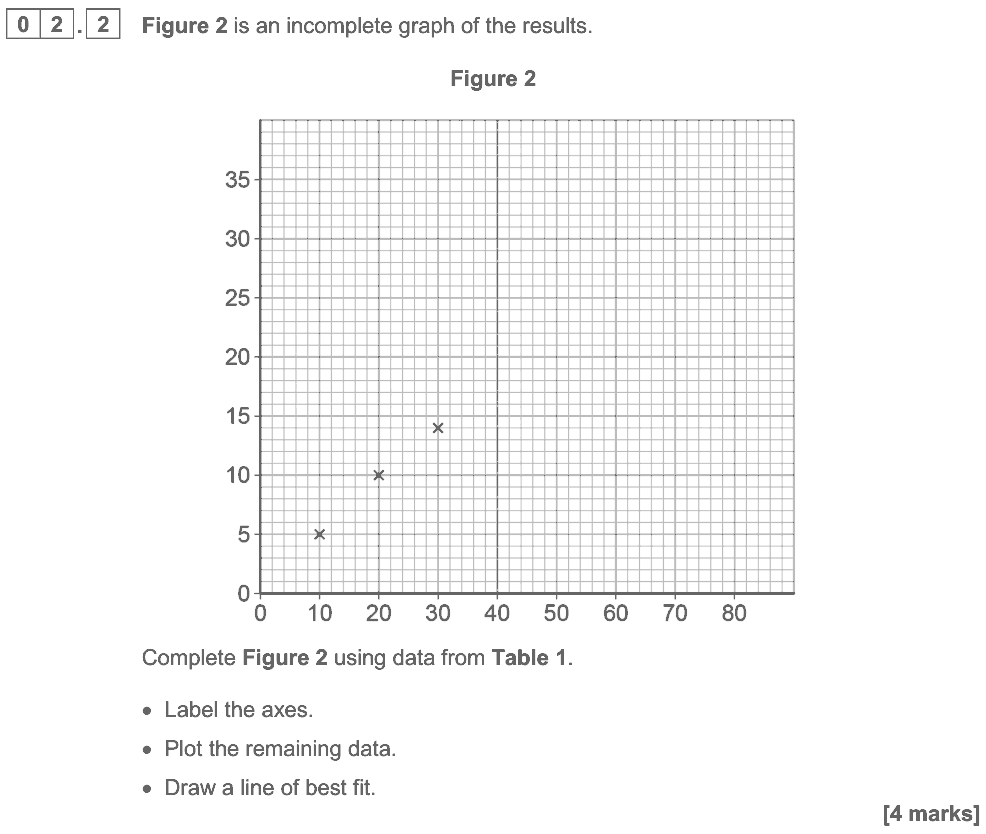 02.2 Figure 2 is an incomplete graph of the results.
Figure 2
35
30
25
20
15
10
5
0
0 10 20 30 40 50 60 70 80
Complete Figure 2 using data from Table 1.
• Label the axes.
• Plot the remaining data.
• Draw a line of best fit.
[4 marks]